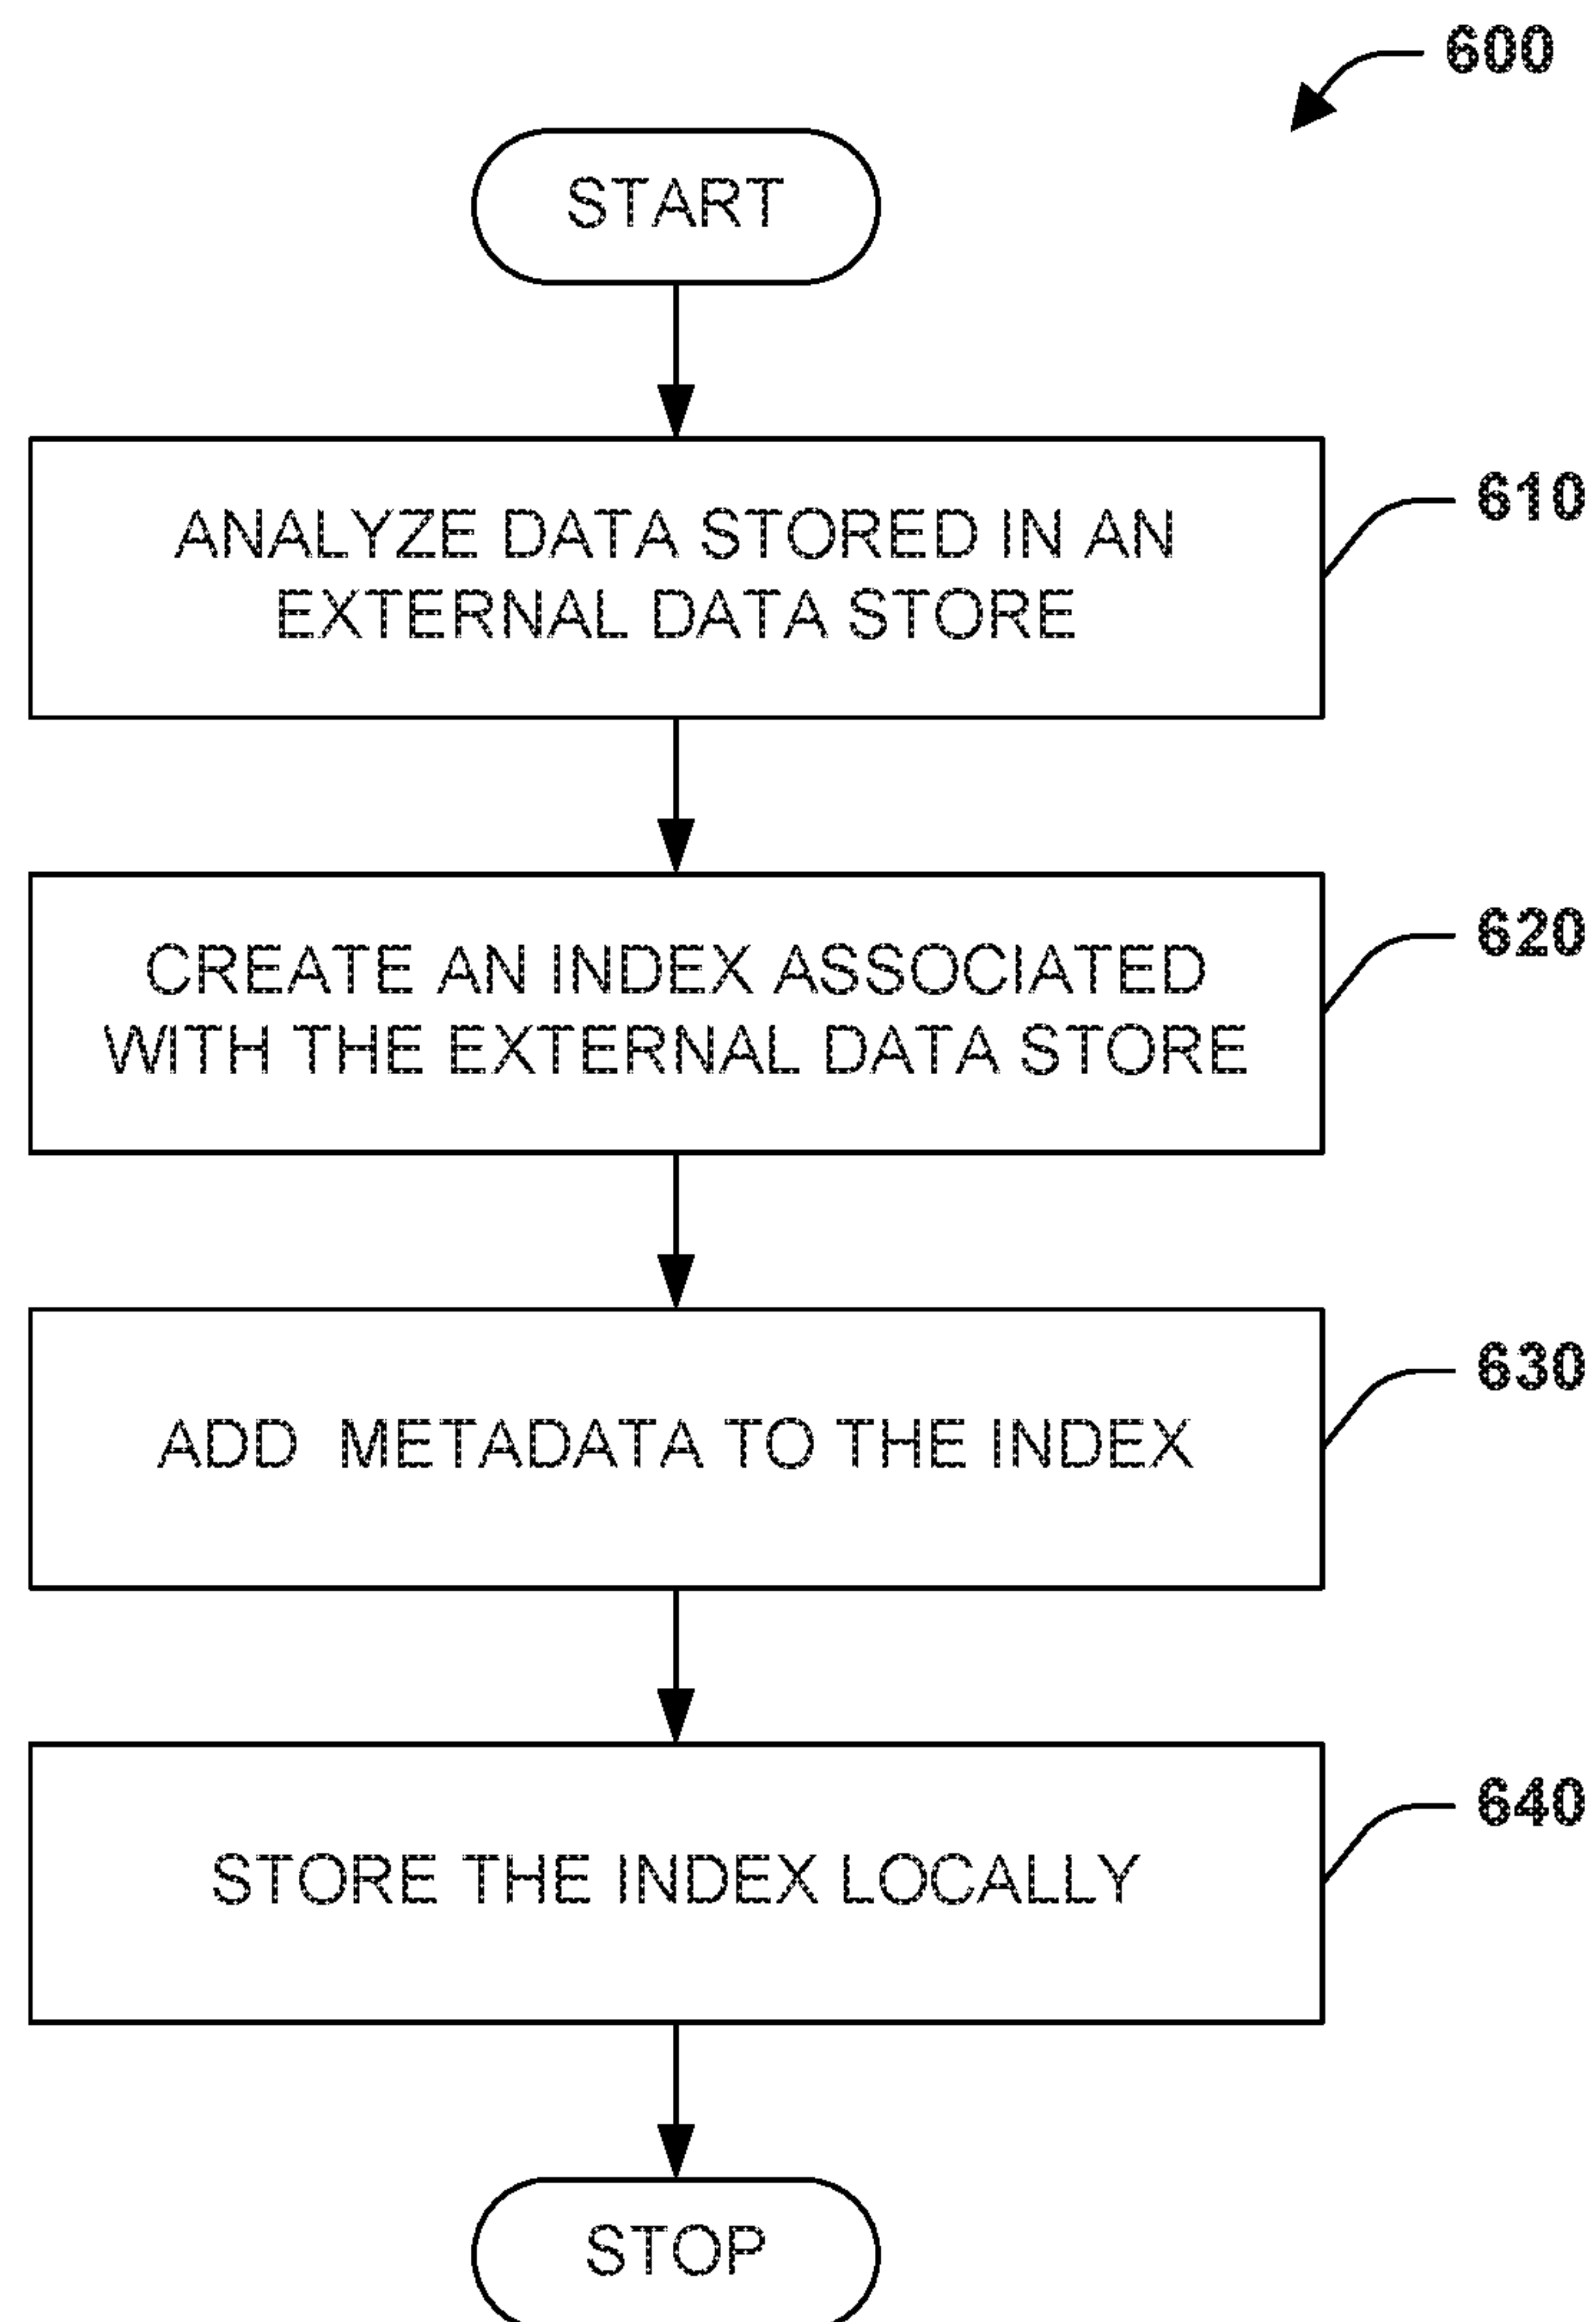 600
START
ANALYZE DATA STORED IN AN
EXTERNAL DATA STORE
610
CREATE AN INDEX ASSOCIATED
WITH THE EXTERNAL DATA STORE
620
ADD METADATA TO THE INDEX
630
STORE THE INDEX LOCALLY
640
STOP